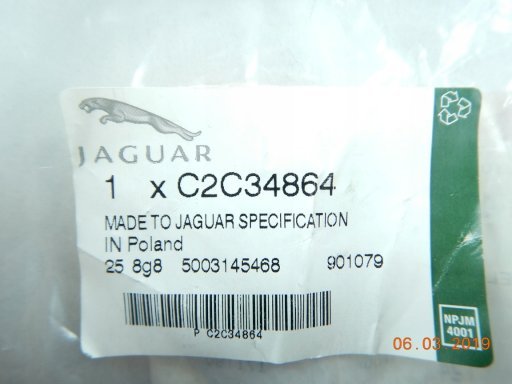 JAGUAR
1 x C2C34864
MADE TO JAGUAR SPECIFICATION
IN Poland
25 8g8 5003145468 901079
P C2C34864
NPJM
4001
06.03.2019